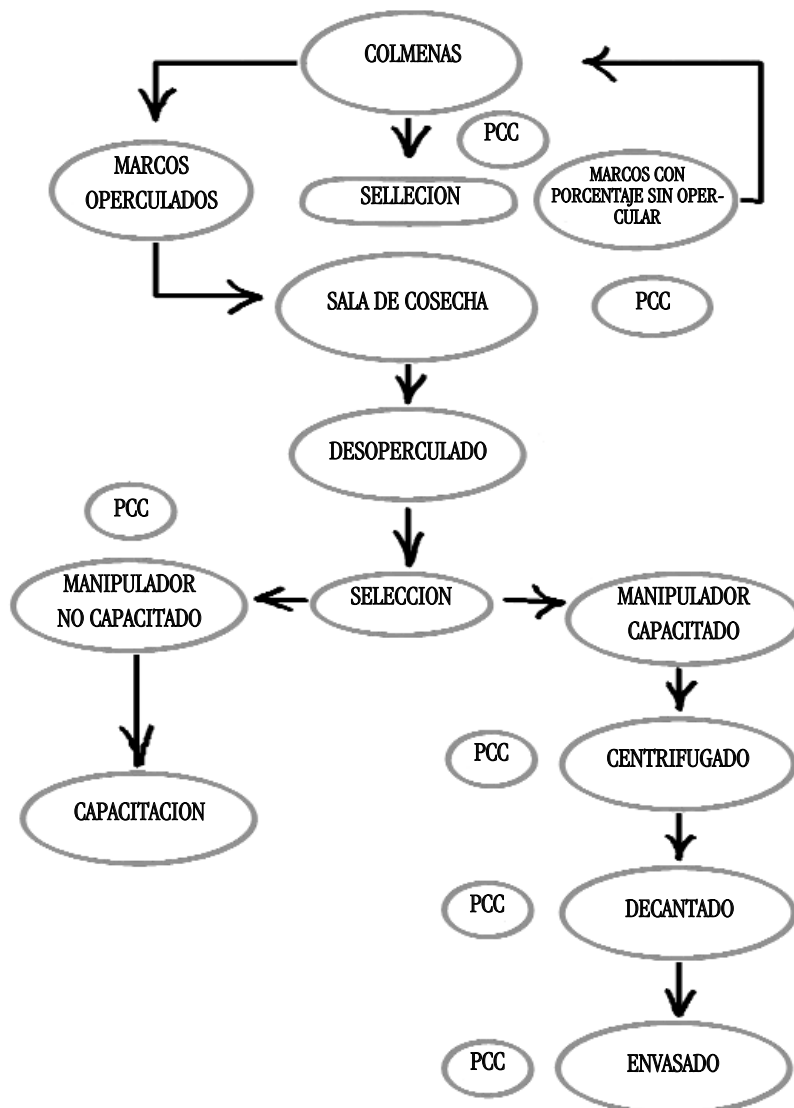 COLMENAS
PCC
MARCOS
OPERCULADOS
SELLECION
MARCOS CON
PORCENTAJE SIN OPER-
CULAR
SALA DE COSECHA
PCC
DESOPERCULADO
PCC
MANIPULADOR
NO CAPACITADO
SELECCION
MANIPULADOR
CAPACITADO
PCC
CENTRIFUGADO
CAPACITACION
PCC
DECANTADO
PCC
ENVASADO